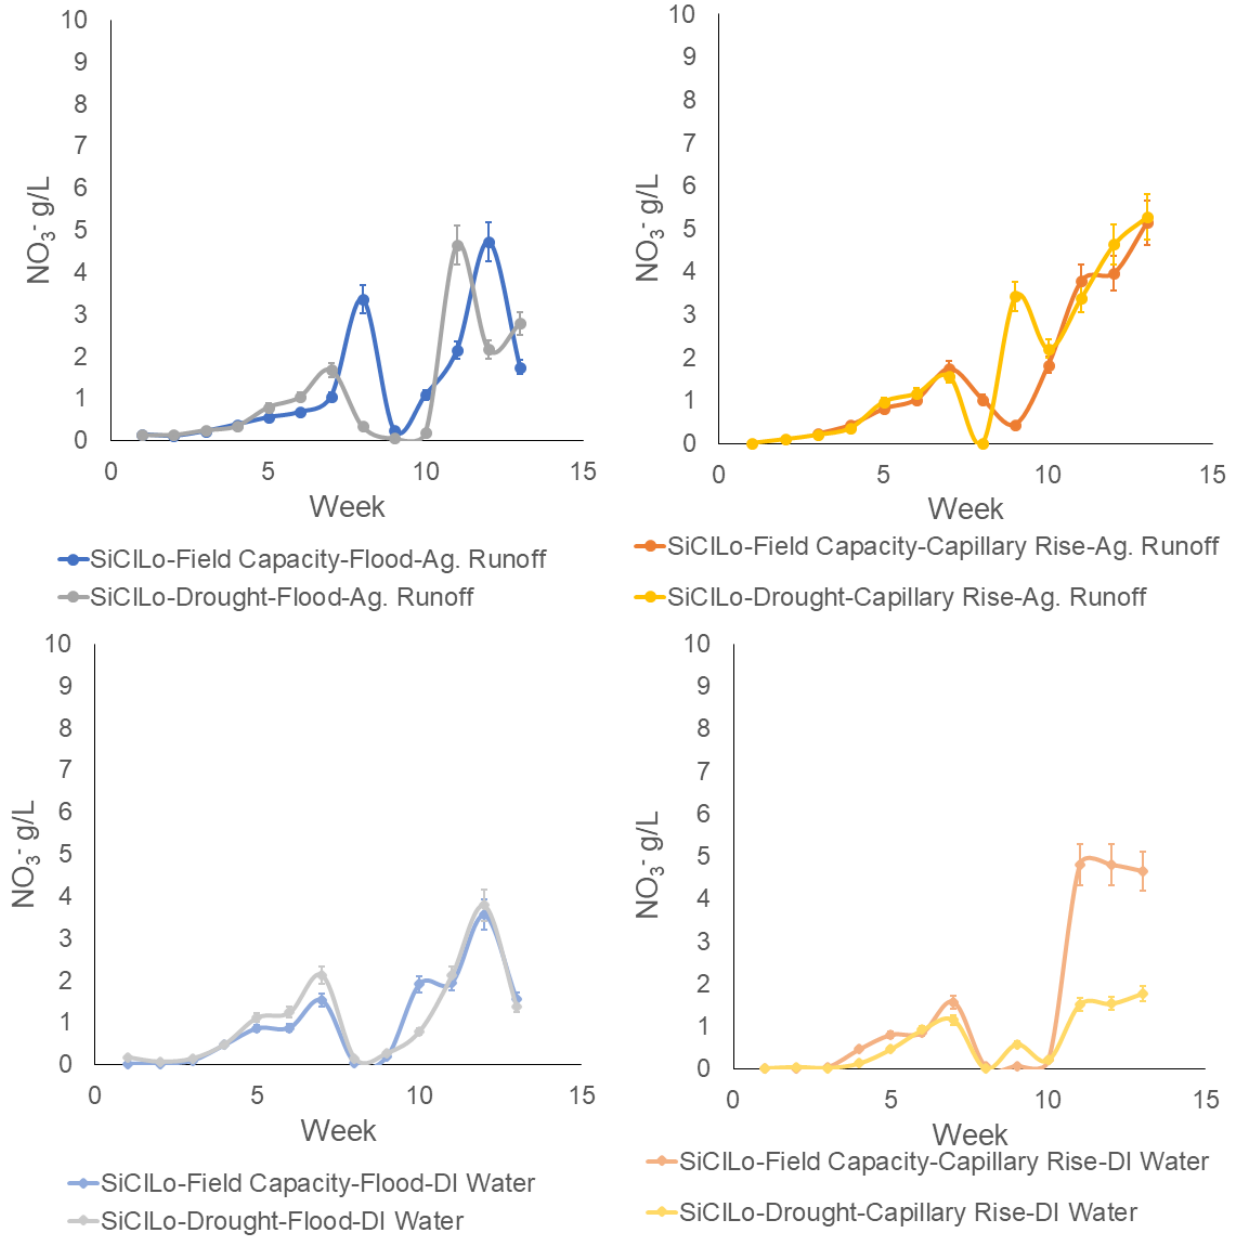 10
9
8
7
6
5
4
3
2
1
0
NO₃⁻ g/L
0 5 10 15
Week
SiClLo-Field Capacity-Flood-Ag. Runoff
SiClLo-Drought-Flood-Ag. Runoff
10
9
8
7
6
5
4
3
2
1
0
NO₃⁻ g/L
0 5 10 15
Week
SiClLo-Field Capacity-Capillary Rise-Ag. Runoff
SiClLo-Drought-Capillary Rise-Ag. Runoff
10
9
8
7
6
5
4
3
2
1
0
NO₃⁻ g/L
0 5 10 15
Week
SiClLo-Field Capacity-Flood-DI Water
SiClLo-Drought-Flood-DI Water
10
9
8
7
6
5
4
3
2
1
0
NO₃⁻ g/L
0 5 10 15
Week
SiClLo-Field Capacity-Capillary Rise-DI Water
SiClLo-Drought-Capillary Rise-DI Water